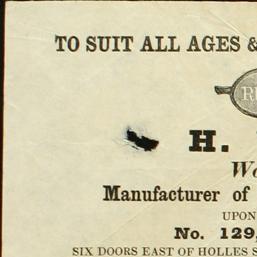 TO SUIT ALL AGES &
H.
Manufacturer of
UPON
No. 129,
SIX DOORS EAST OF HOLLES S